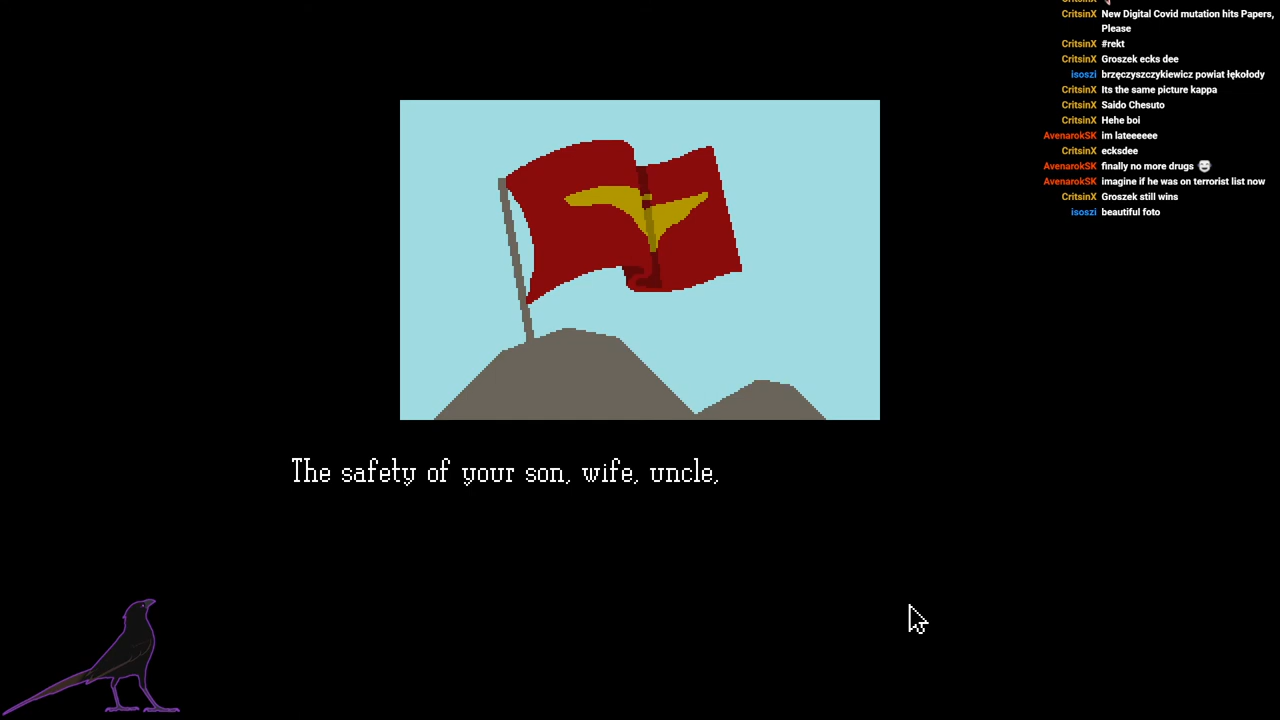 CritsinX
CritsinX New Digital Covid mutation hits Papers,
Please
CritsinX #rekt
CritsinX Groszek ecks dee
isoszi brzęczyszczykiewicz powiat łękołody
CritsinX Its the same picture kappa
CritsinX Saido Chesuto
CritsinX Hehe boi
AvenarokSK im lateeeeee
CritsinX ecksdee
AvenarokSK finally no more drugs
AvenarokSK imagine if he was on terrorist list now
CritsinX Groszek still wins
isoszi beautiful foto
The safety of your son, wife, uncle,